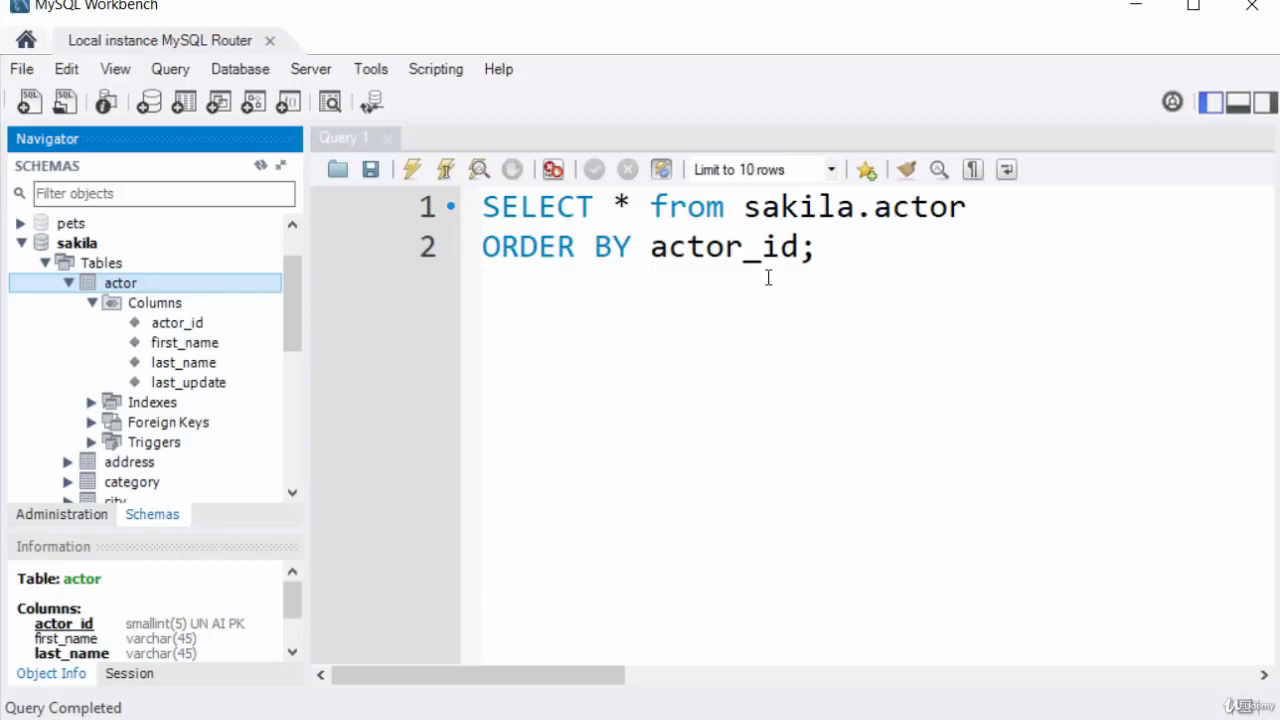 MySQL Workbench
Local instance MySQL Router
File Edit View Query Database Server Tools Scripting Help
Navigator
SCHEMAS
Filter objects
pets
sakila
Tables
actor
Columns
actor_id
first_name
last_name
last_update
Indexes
Foreign Keys
Triggers
address
category
city
Administration Schemas
Information
Table: actor
Columns:
actor_id smallint(5) UN AI PK
first_name varchar(45)
last_name varchar(45)
Object Info Session
Query 1
Limit to 10 rows
1 SELECT * from sakila.actor
2 ORDER BY actor_id;
Query Completed